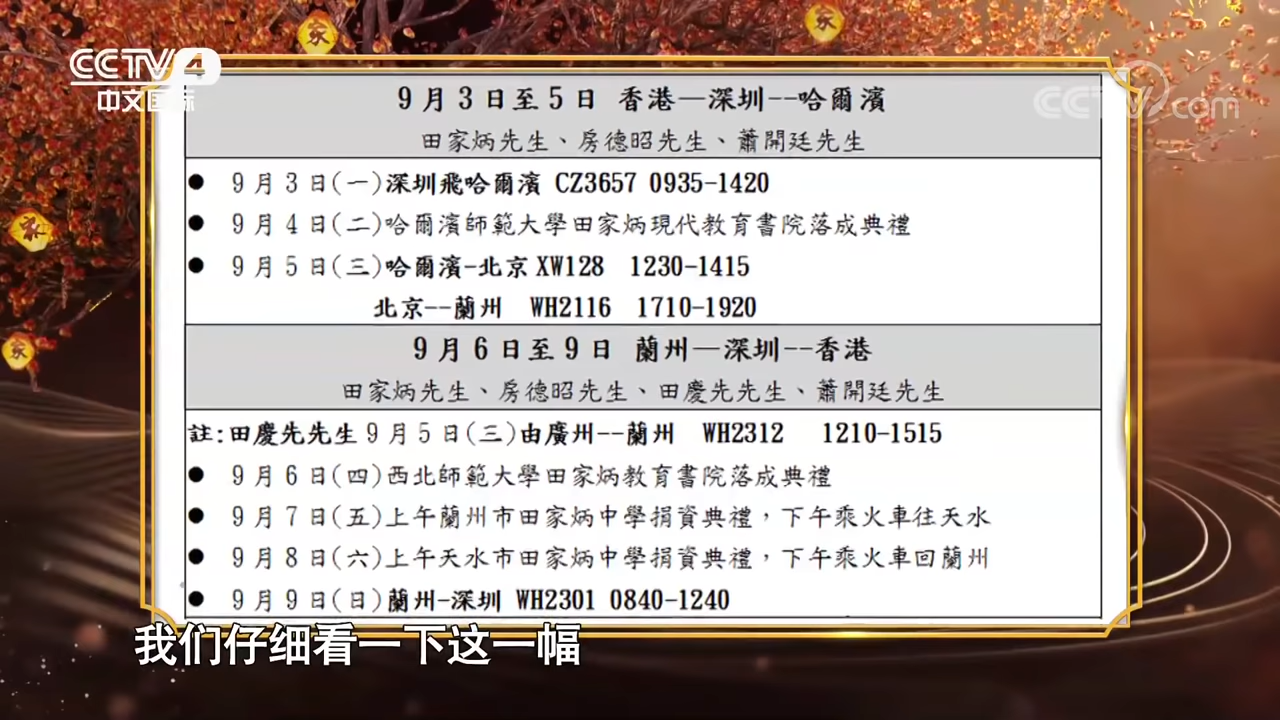 CCTV4
中文国际
CCTV.com
家
家
家
家
9月3日至5日 香港—深圳--哈爾濱
田家炳先生、房德昭先生、蕭開廷先生
● 9月3日(一)深圳飛哈爾濱 CZ3657 0935-1420
● 9月4日(二)哈爾濱師範大學田家炳現代教育書院落成典禮
● 9月5日(三)哈爾濱-北京 XW128 1230-1415
北京--蘭州 WH2116 1710-1920
9月6日至9日 蘭州—深圳--香港
田家炳先生、房德昭先生、田慶先先生、蕭開廷先生
註:田慶先先生9月5日(三)由廣州--蘭州 WH2312 1210-1515
● 9月6日(四)西北師範大學田家炳教育書院落成典禮
● 9月7日(五)上午蘭州市田家炳中學捐資典禮，下午乘火車往天水
● 9月8日(六)上午天水市田家炳中學捐資典禮，下午乘火車回蘭州
● 9月9日(日)蘭州-深圳 WH2301 0840-1240
我们仔细看一下这一幅